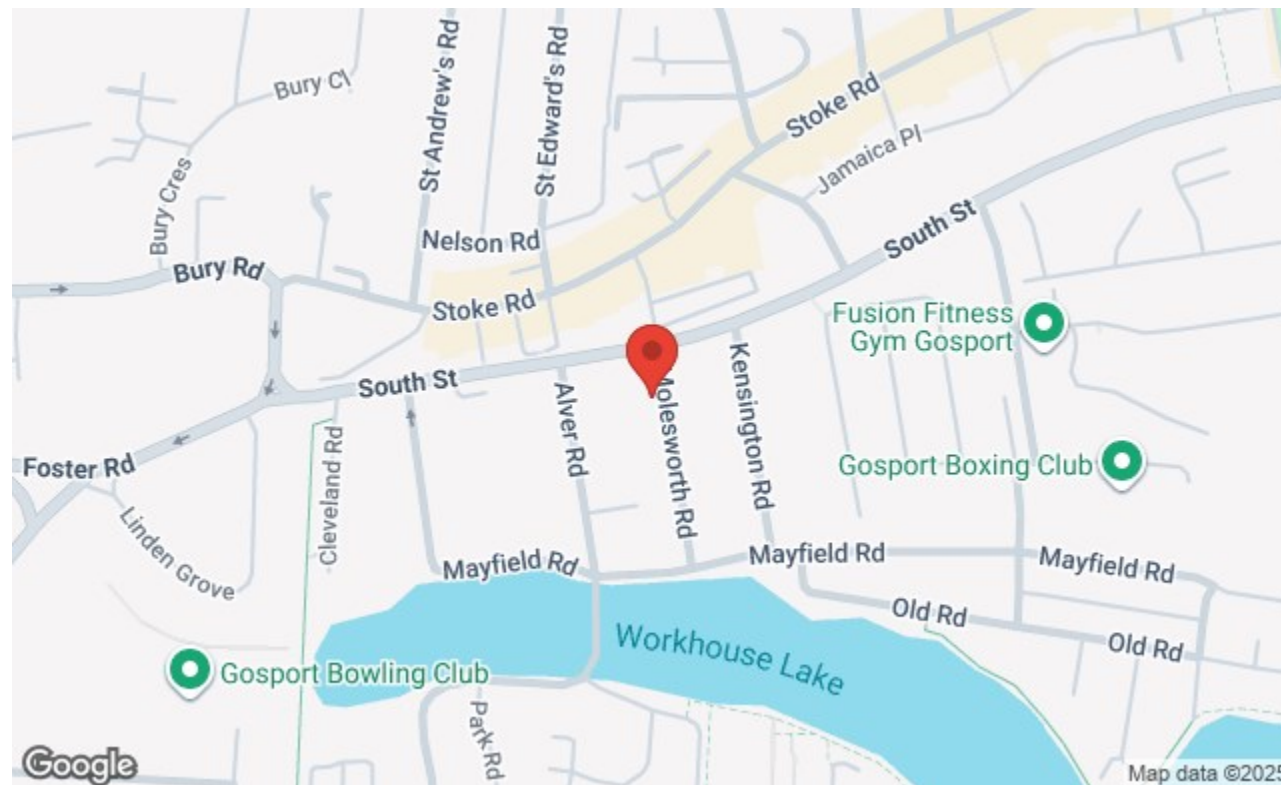 Bury Cl
St Andrew's Rd
St Edward's Rd
Stoke Rd
Jamaica Pl
Bury Cres
Nelson Rd
South St
Bury Rd
Stoke Rd
Fusion Fitness
Gym Gosport
South St
Alver Rd
Molesworth Rd
Kensington Rd
Foster Rd
Cleveland Rd
Gosport Boxing Club
Linden Grove
Mayfield Rd
Mayfield Rd
Mayfield Rd
Old Rd
Old Rd
Workhouse Lake
Gosport Bowling Club
Park Rd
Google
Map data ©2025